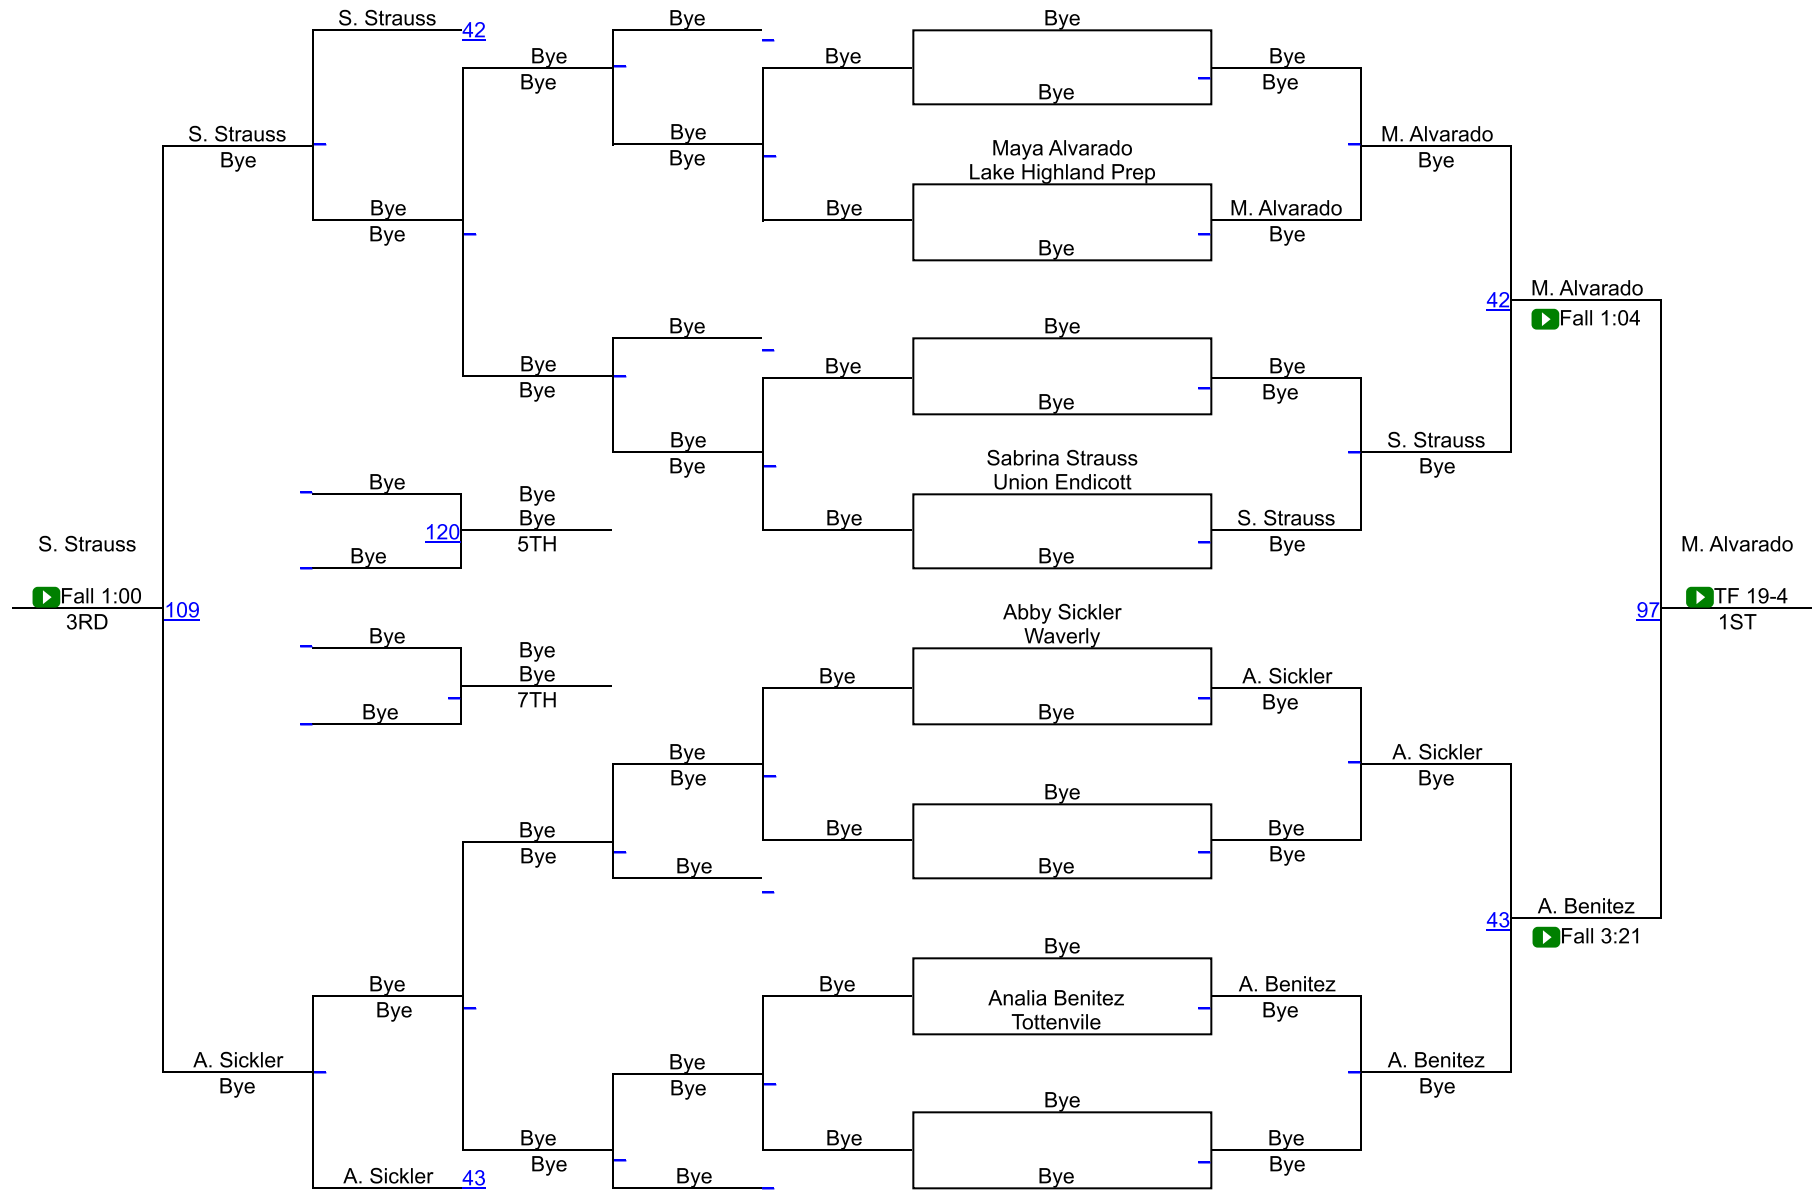 S. Strauss
42
Bye
Bye
Bye
Bye
Bye
Bye
Bye
Bye
Bye
S. Strauss
Bye
Bye
Bye
M. Alvarado
Bye
Maya Alvarado
Lake Highland Prep
Bye
Bye
Bye
M. Alvarado
Bye
Bye
Bye
M. Alvarado
42
Fall 1:04
Bye
Bye
Bye
Bye
Bye
Bye
Bye
Bye
Bye
Bye
S. Strauss
Bye
Sabrina Strauss
Union Endicott
Bye
Bye
Bye
120
5TH
Bye
Bye
S. Strauss
Bye
Bye
S. Strauss
Fall 1:00
3RD
109
M. Alvarado
TF 19-4
1ST
97
Abby Sickler
Waverly
Bye
Bye
Bye
7TH
Bye
Bye
A. Sickler
Bye
Bye
Bye
Bye
A. Sickler
Bye
Bye
Bye
Bye
Bye
Bye
Bye
Bye
Bye
Bye
A. Benitez
43
Fall 3:21
Bye
Bye
Bye
Bye
Analia Benitez
Tottenvile
A. Benitez
Bye
A. Sickler
Bye
Bye
Bye
A. Benitez
Bye
Bye
Bye
Bye
Bye
Bye
Bye
Bye
A. Sickler
43
Bye
Bye